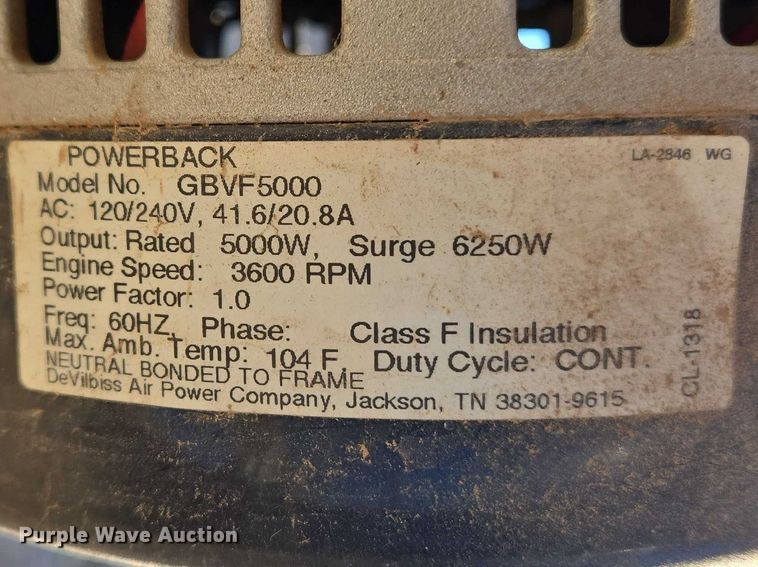 POWERBACK
LA-2846 WG
Model No. GBVF5000
AC: 120/240V, 41.6/20.8A
Output: Rated 5000W, Surge 6250W
Engine Speed: 3600 RPM
Power Factor: 1.0
Freq: 60HZ, Phase: Class F Insulation
Max. Amb. Temp: 104 F Duty Cycle: CONT.
NEUTRAL BONDED TO FRAME
DeVilbiss Air Power Company, Jackson, TN 38301-9615
CL-1318
Purple Wave Auction